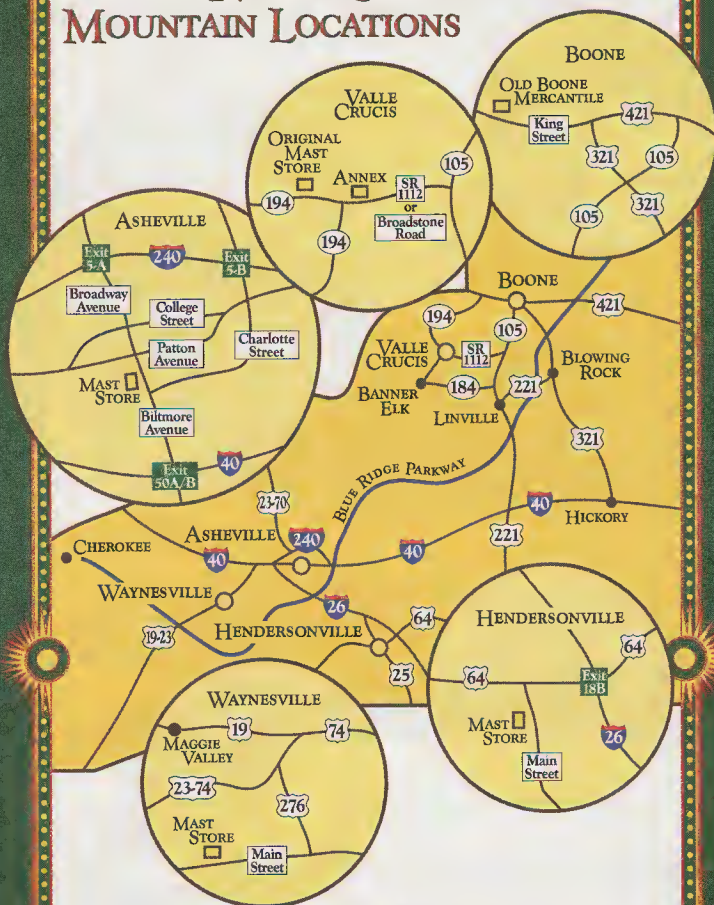 MOUNTAIN LOCATIONS
BOONE
OLD BOONE
MERCANTILE
King
Street
421
321
105
105
321
VALLE
CRUCIS
ORIGINAL
MAST
STORE
ANNEX
SR
1112
or
Broadstone
Road
105
194
194
ASHEVILLE
Exit
5-A
240
Exit
5-B
Broadway
Avenue
College
Street
Patton
Avenue
Charlotte
Street
MAST
STORE
Biltmore
Avenue
Exit
50A/B
40
BOONE
421
194
105
VALLE
CRUCIS
SR
1112
BLOWING
ROCK
BANNER
ELK
184
221
LINVILLE
321
BLUE RIDGE PARKWAY
23-70
HICKORY
40
221
CHEROKEE
ASHEVILLE
240
40
40
WAYNESVILLE
26
19-23
HENDERSONVILLE
64
25
HENDERSONVILLE
64
64
Exit
18B
MAST
STORE
26
Main
Street
WAYNESVILLE
19
74
MAGGIE
VALLEY
23-74
276
MAST
STORE
Main
Street